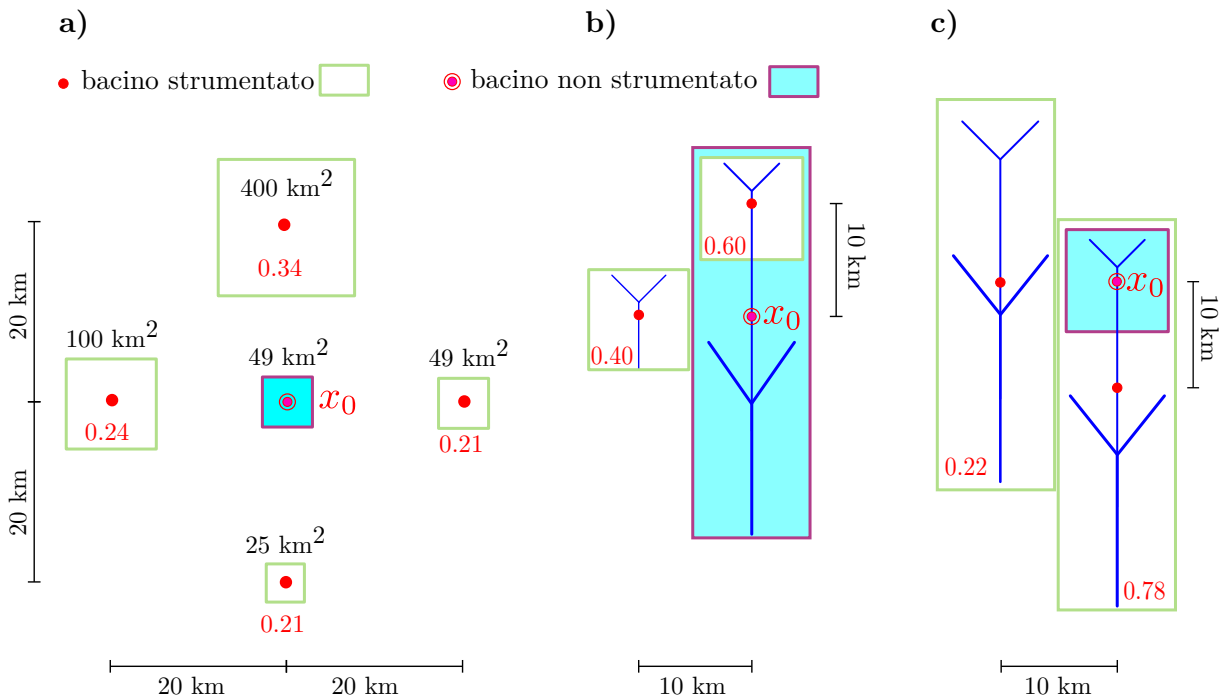 a)
b)
c)
bacino strumentato
bacino non strumentato
400 km²
0.34
100 km²
0.24
49 km²
x₀
49 km²
0.21
25 km²
0.21
20 km
20 km
20 km
20 km
0.60
0.40
x₀
10 km
10 km
0.22
x₀
0.78
10 km
10 km